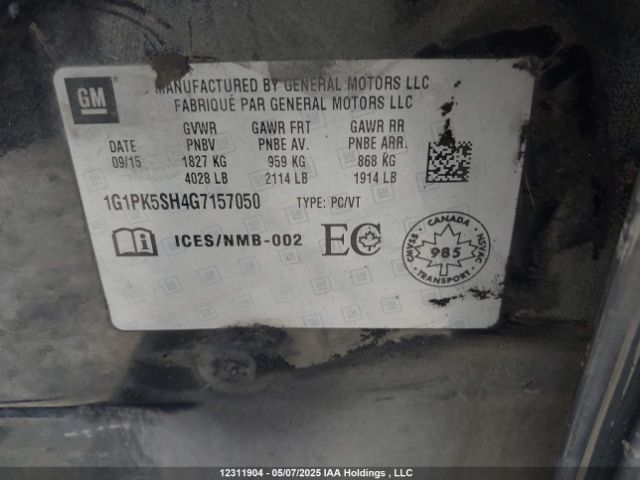 GM
MANUFACTURED BY GENERAL MOTORS LLC
FABRIQUÉ PAR GENERAL MOTORS LLC
DATE
09/15
GVWR
PNBV
1827 KG
4028 LB
GAWR FRT
PNBE AV.
959 KG
2114 LB
GAWR RR
PNBE ARR.
868 KG
1914 LB
1G1PK5SH4G7157050 TYPE: PC/VT
i ICES/NMB-002 EC
CANADA
CMVSS 985 NSVAC
TRANSPORT
12311904 - 05/07/2025 IAA Holdings , LLC